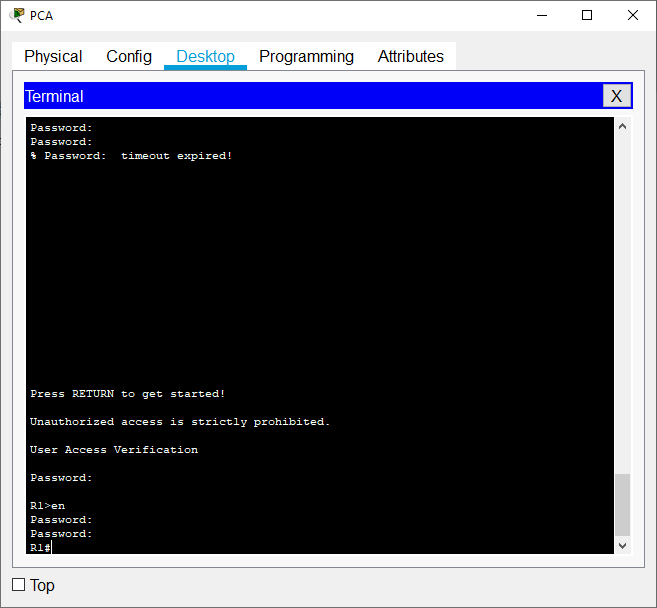 PCA
Physical Config Desktop Programming Attributes
Terminal X
Password:
Password:
% Password:  timeout expired!
Press RETURN to get started!
Unauthorized access is strictly prohibited.
User Access Verification
Password:
R1>en
Password:
Password:
R1#
Top